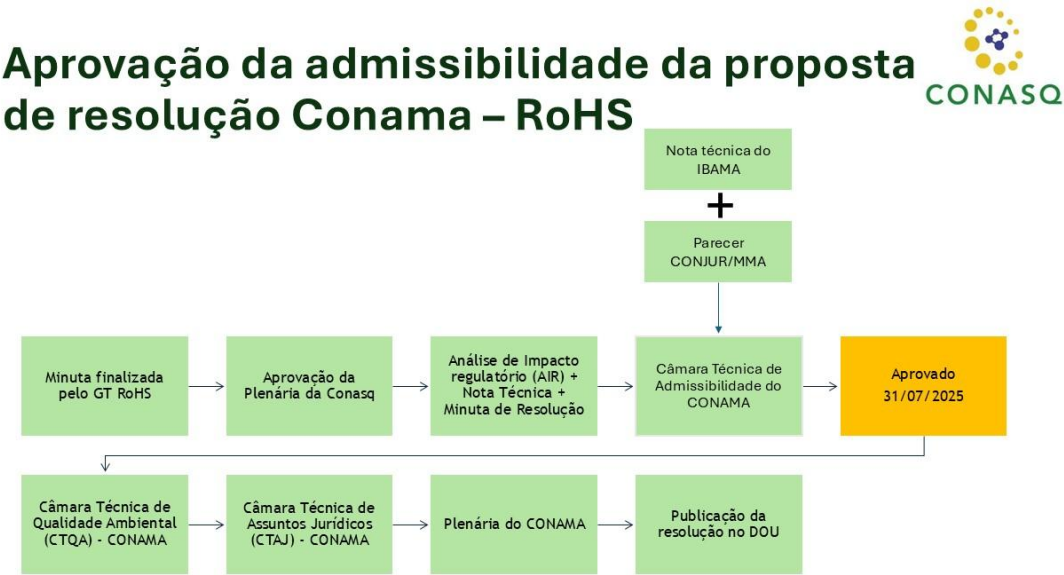 Aprovação da admissibilidade da proposta
de resolução Conama – RoHS
CONASQ
Nota técnica do
IBAMA
+
Parecer
CONJUR/MMA
Minuta finalizada
pelo GT RoHS
Aprovação da
Plenária da Conasq
Análise de Impacto
regulatório (AIR) +
Nota Técnica +
Minuta de Resolução
Câmara Técnica de
Admissibilidade do
CONAMA
Aprovado
31/07/2025
Câmara Técnica de
Qualidade Ambiental
(CTQA) - CONAMA
Câmara Técnica de
Assuntos Jurídicos
(CTAJ) - CONAMA
Plenária do CONAMA
Publicação da
resolução no DOU